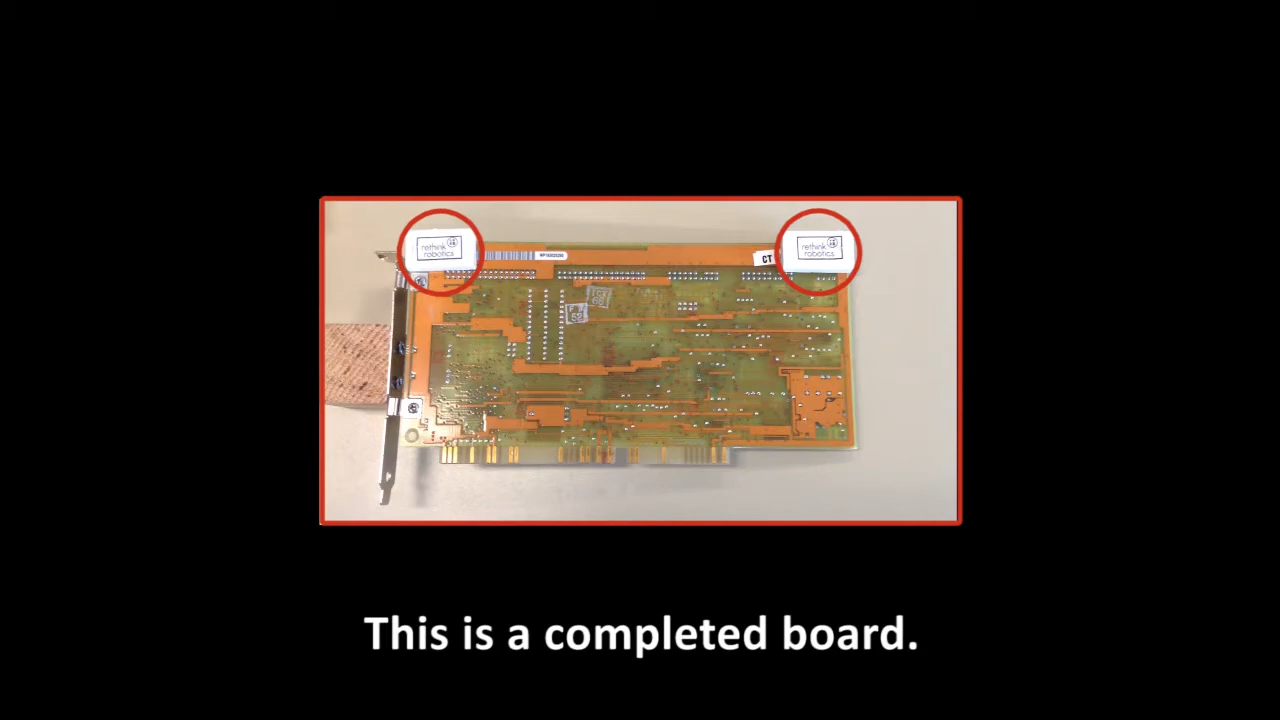 rethink
robotics
rethink
robotics
CT
This is a completed board.